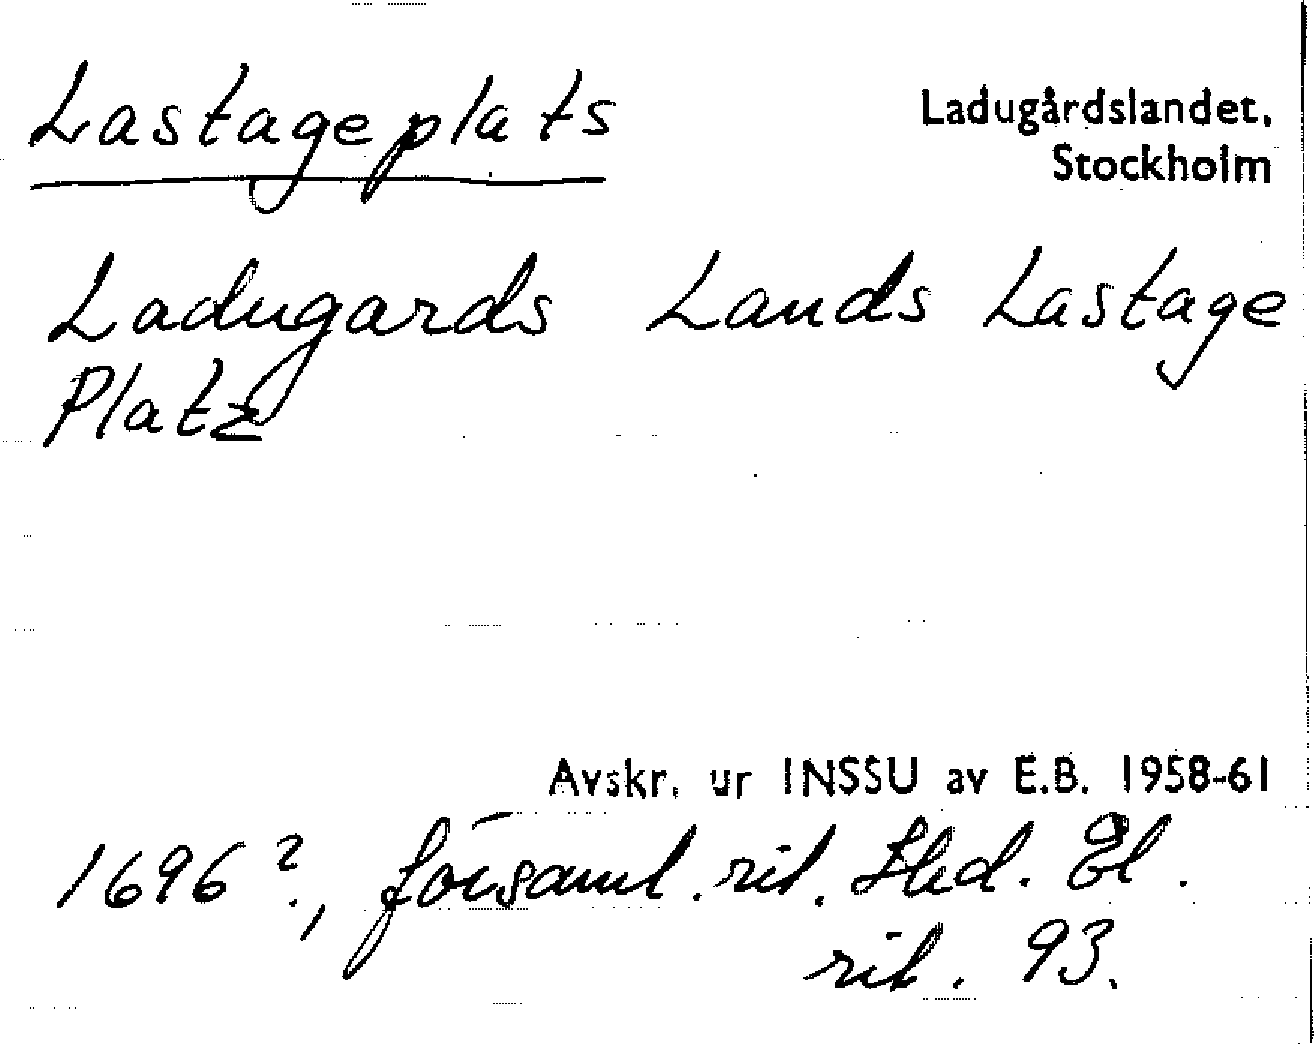 Lastageplats
Ladugårdslandet,
Stockholm
Ladugards Lands Lastage
Platz
Avskr. ur INSSU av E.B. 1958-61
1696?, församl. rit. Hed. El.
rit. 93.